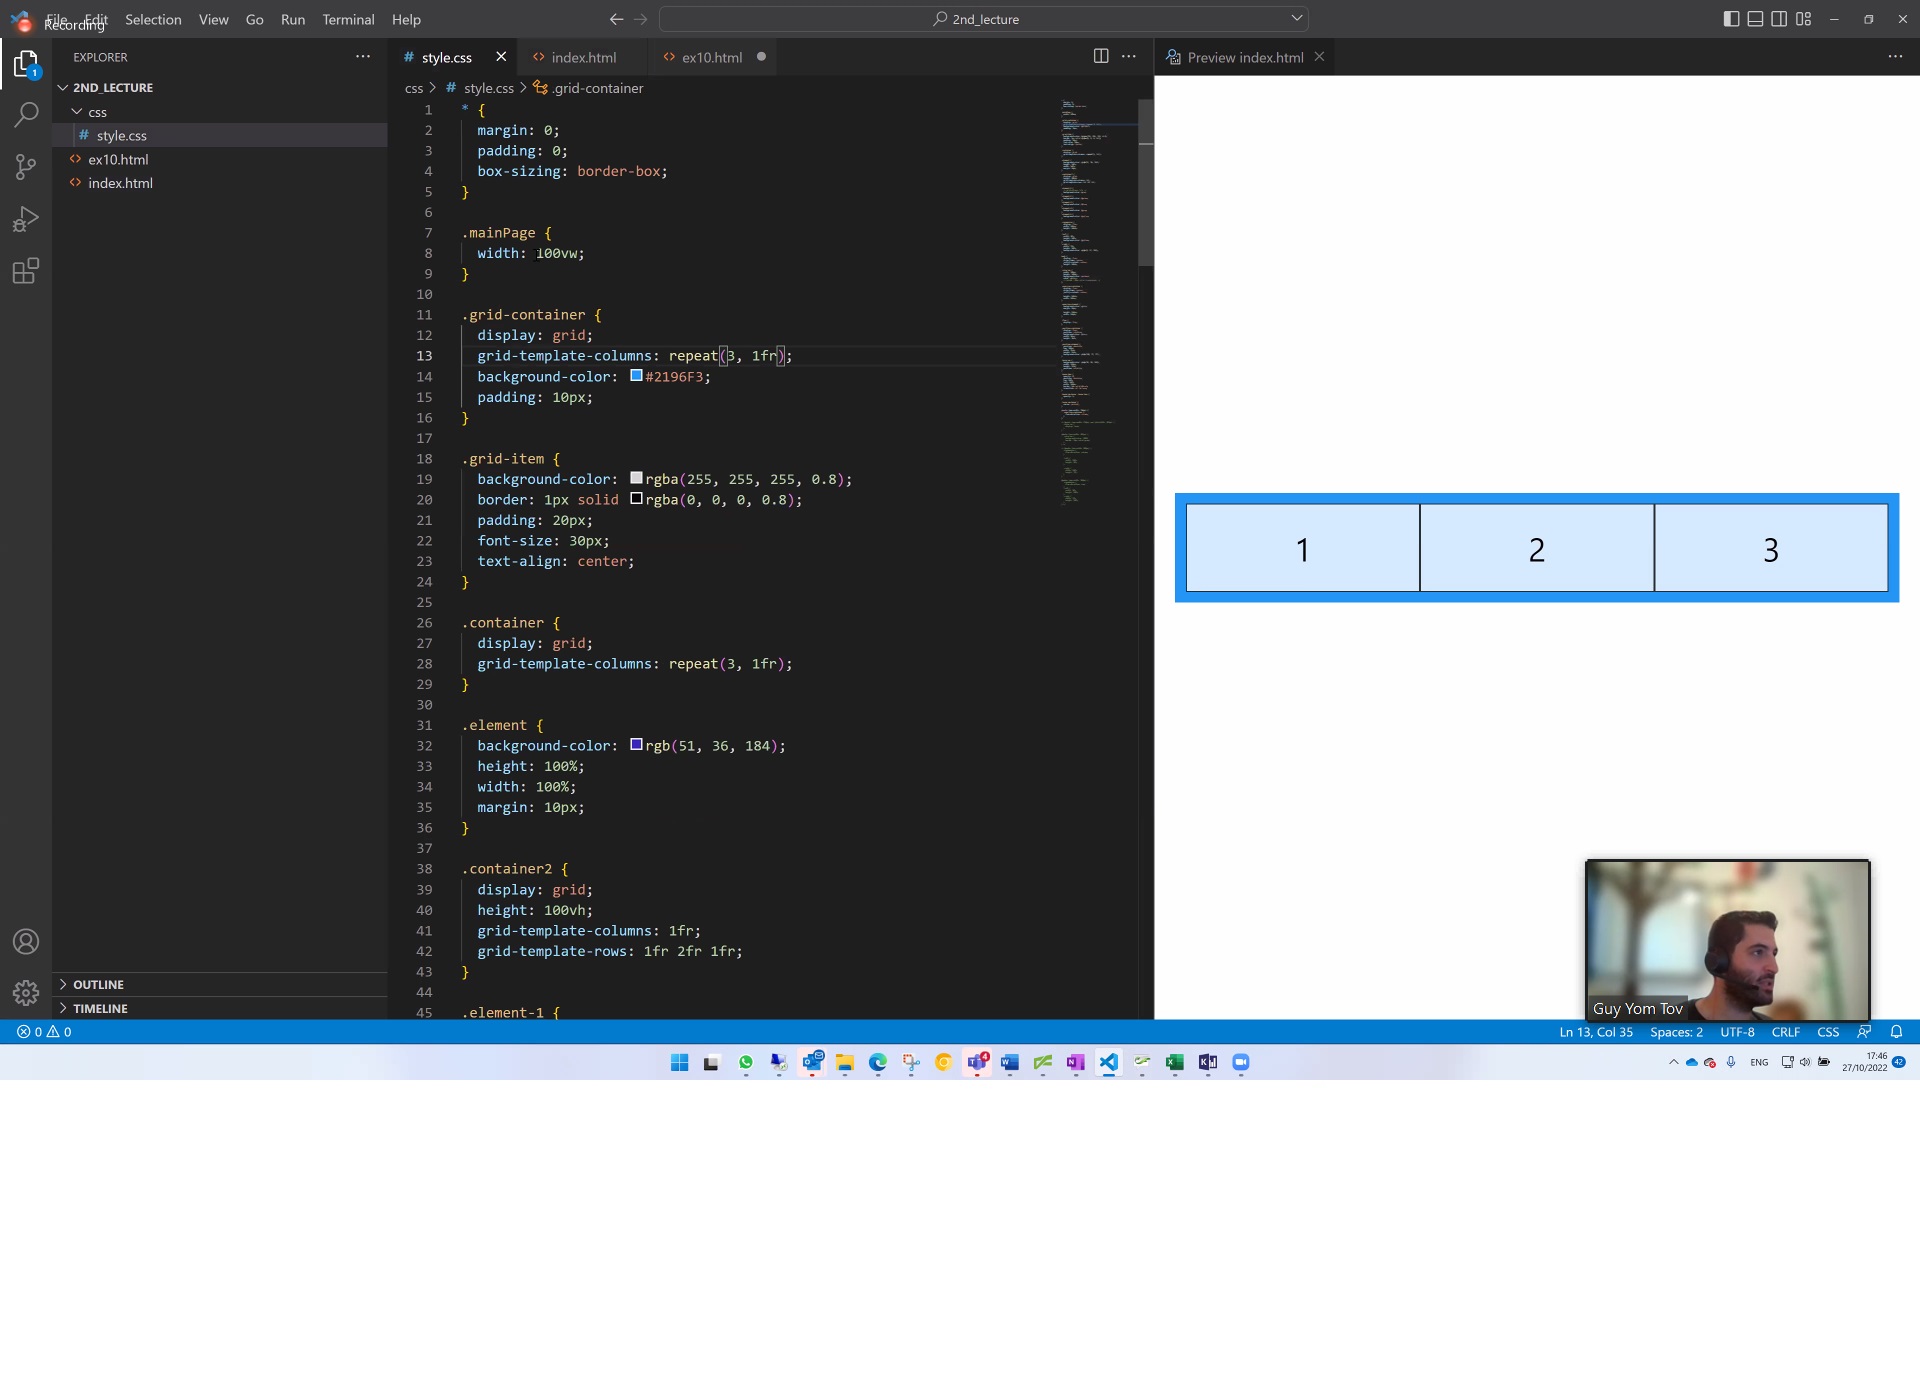 File Edit Selection View Go Run Terminal Help
Recording
2nd_lecture
EXPLORER
2ND_LECTURE
css
# style.css
<> ex10.html
<> index.html
OUTLINE
TIMELINE
# style.css
<> index.html
<> ex10.html
css > # style.css > .grid-container
1 * {
2 margin: 0;
3 padding: 0;
4 box-sizing: border-box;
5 }
6
7 .mainPage {
8 width: 100vw;
9 }
10
11 .grid-container {
12 display: grid;
13 grid-template-columns: repeat(3, 1fr);
14 background-color: #2196F3;
15 padding: 10px;
16 }
17
18 .grid-item {
19 background-color: rgba(255, 255, 255, 0.8);
20 border: 1px solid rgba(0, 0, 0, 0.8);
21 padding: 20px;
22 font-size: 30px;
23 text-align: center;
24 }
25
26 .container {
27 display: grid;
28 grid-template-columns: repeat(3, 1fr);
29 }
30
31 .element {
32 background-color: rgb(51, 36, 184);
33 height: 100%;
34 width: 100%;
35 margin: 10px;
36 }
37
38 .container2 {
39 display: grid;
40 height: 100vh;
41 grid-template-columns: 1fr;
42 grid-template-rows: 1fr 2fr 1fr;
43 }
44
45 .element-1 {
Preview index.html
1 2 3
Guy Yom Tov
0 0
Ln 13, Col 35 Spaces: 2 UTF-8 CRLF CSS
ENG
17:46
27/10/2022